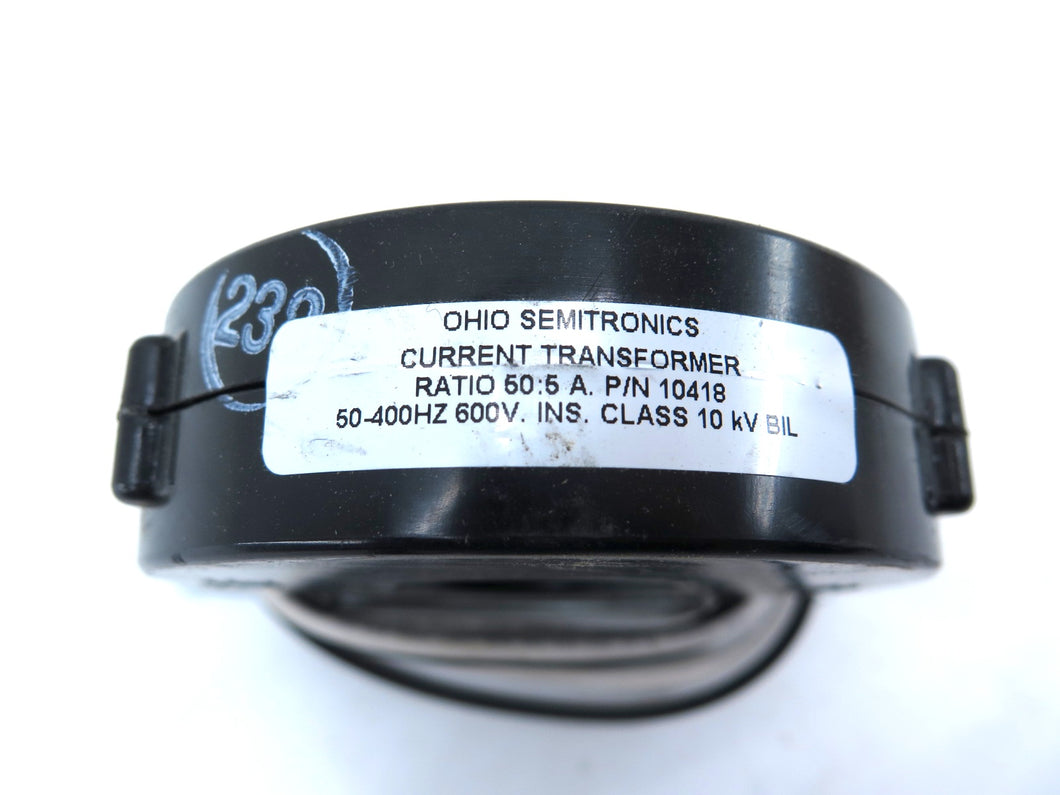 OHIO SEMITRONICS
CURRENT TRANSFORMER
RATIO 50:5 A. P/N 10418
50-400HZ 600V. INS. CLASS 10 kV BIL